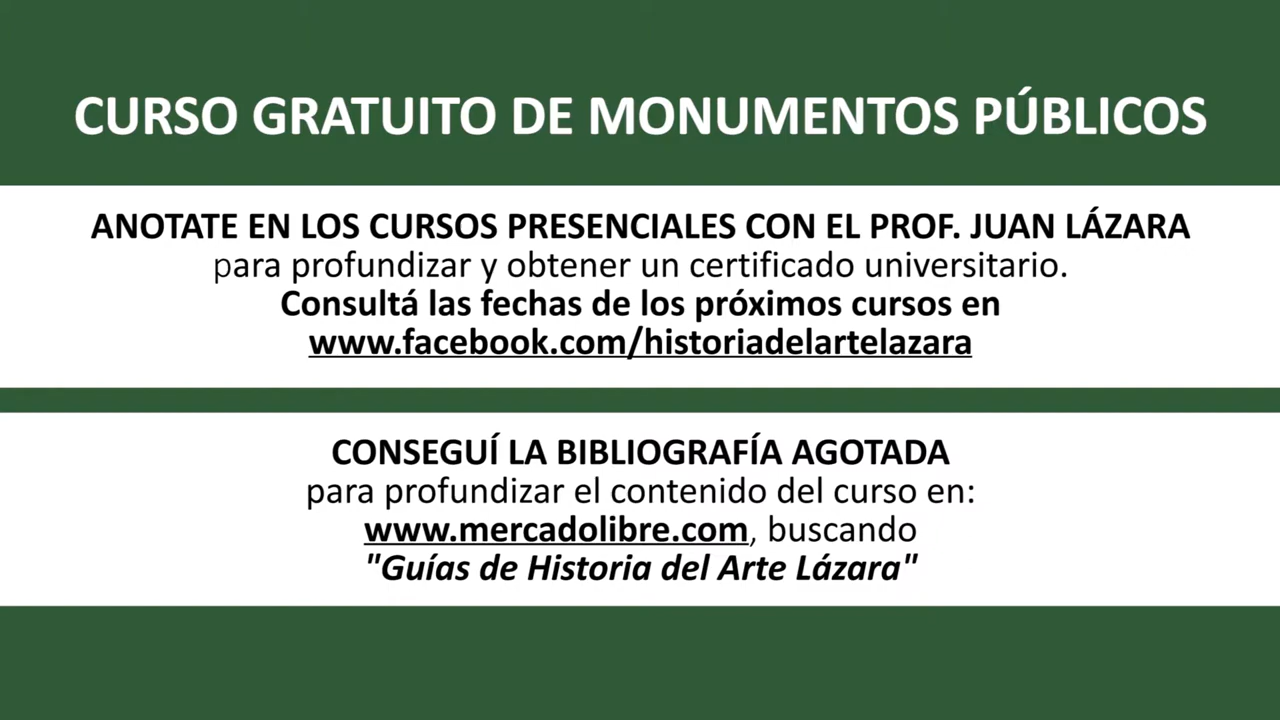 CURSO GRATUITO DE MONUMENTOS PÚBLICOS
ANOTATE EN LOS CURSOS PRESENCIALES CON EL PROF. JUAN LÁZARA
para profundizar y obtener un certificado universitario.
Consultá las fechas de los próximos cursos en
www.facebook.com/historiadelartelazara
CONSEGUÍ LA BIBLIOGRAFÍA AGOTADA
para profundizar el contenido del curso en:
www.mercadolibre.com, buscando
"Guías de Historia del Arte Lázara"